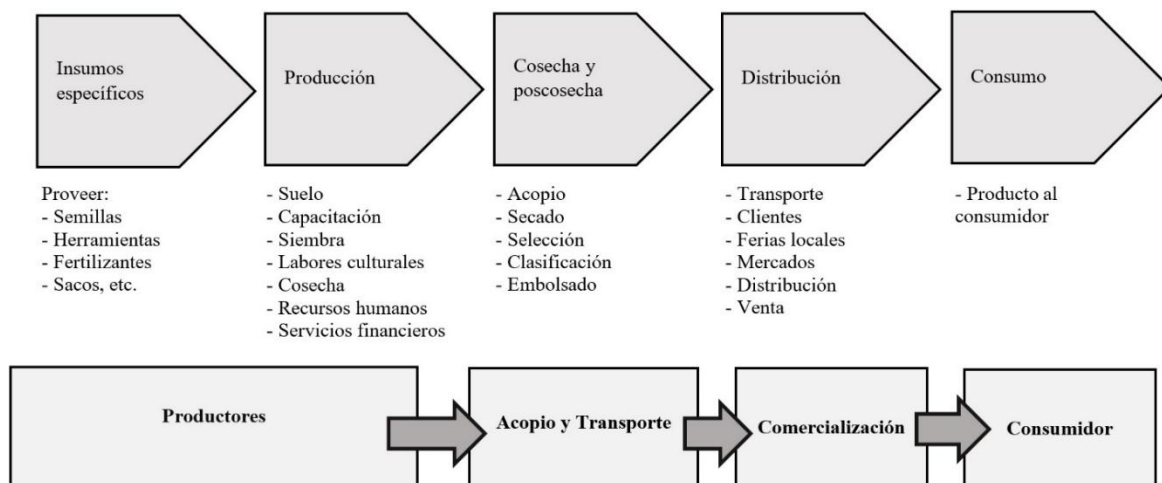 Insumos
específicos
Producción
Cosecha y
poscosecha
Distribución
Consumo
Proveer:
- Semillas
- Herramientas
- Fertilizantes
- Sacos, etc.
- Suelo
- Capacitación
- Siembra
- Labores culturales
- Cosecha
- Recursos humanos
- Servicios financieros
- Acopio
- Secado
- Selección
- Clasificación
- Embolsado
- Transporte
- Clientes
- Ferias locales
- Mercados
- Distribución
- Venta
- Producto al
consumidor
Productores
Acopio y Transporte
Comercialización
Consumidor